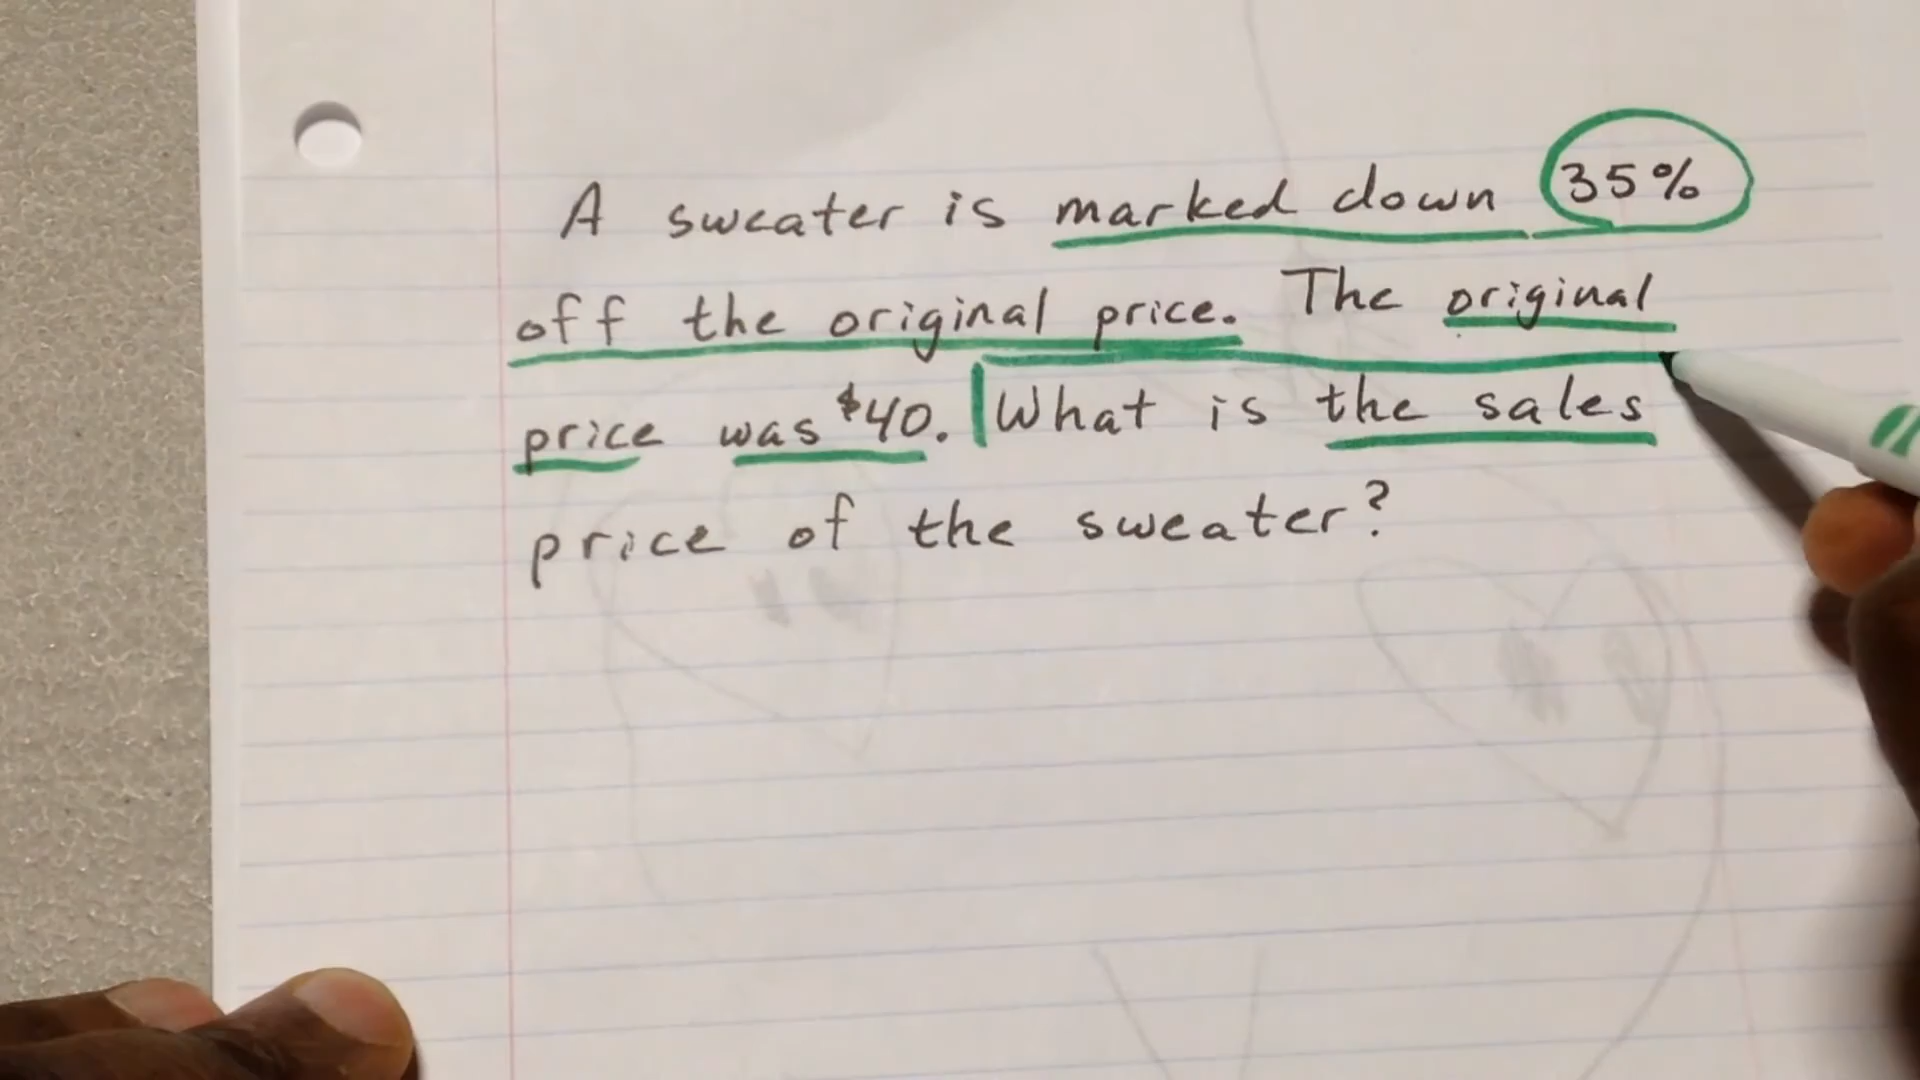 A sweater is marked down 35%
off the original price. The original
price was $40. What is the sales
price of the sweater?